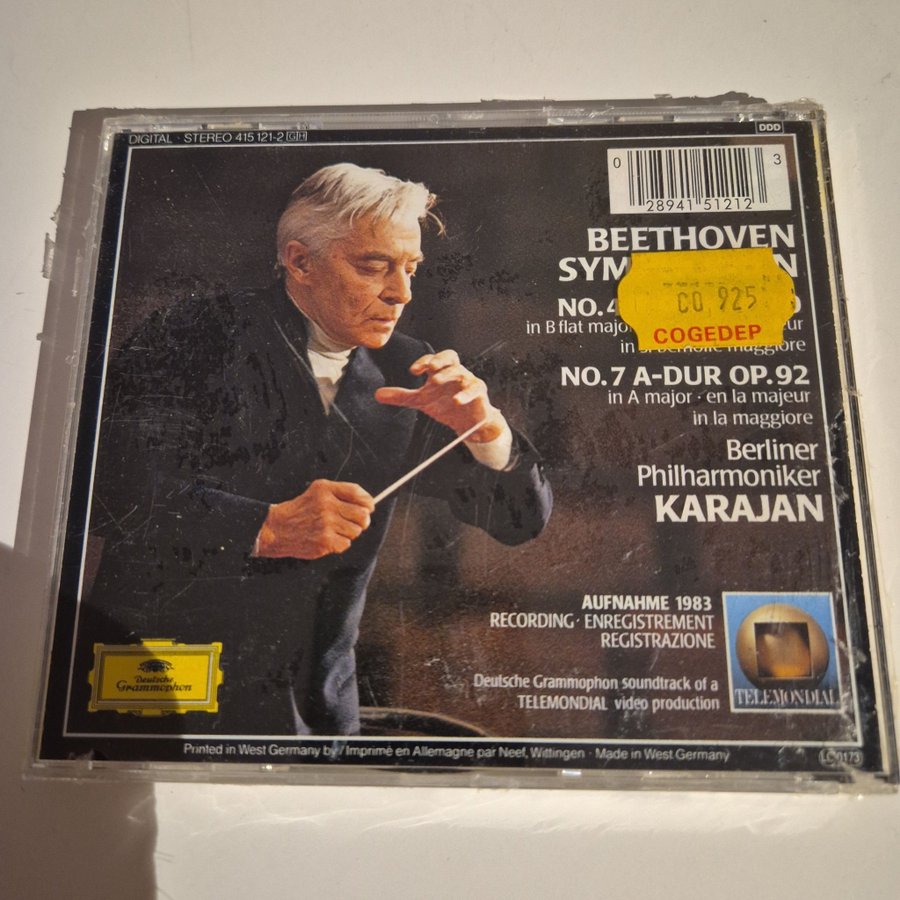 DIGITAL · STEREO 415 121-2 GH
DDD
0 28941 51212 3
BEETHOVEN
SYM N
NO.4
in B flat major eur
in si bemolle maggiore
CO 925
COGEDEP
NO.7 A-DUR OP.92
in A major · en la majeur
in la maggiore
Berliner
Philharmoniker
KARAJAN
AUFNAHME 1983
RECORDING · ENREGISTREMENT
REGISTRAZIONE
Deutsche Grammophon soundtrack of a
TELEMONDIAL video production
TELEMONDIAL
Deutsche
Grammophon
Printed in West Germany by / Imprimé en Allemagne par Neef, Wittingen · Made in West Germany
LC 0173